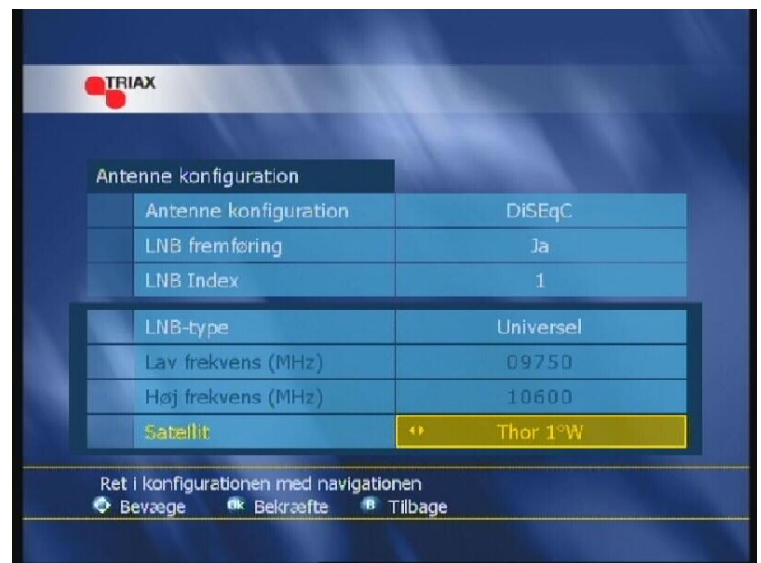 TRIAX
Antenne konfiguration
Antenne konfiguration DiSEqC
LNB fremføring Ja
LNB Index 1
LNB-type Universel
Lav frekvens (MHz) 09750
Høj frekvens (MHz) 10600
Satellit Thor 1°W
Ret i konfigurationen med navigationen
Bevæge Ok Bekræfte B Tilbage